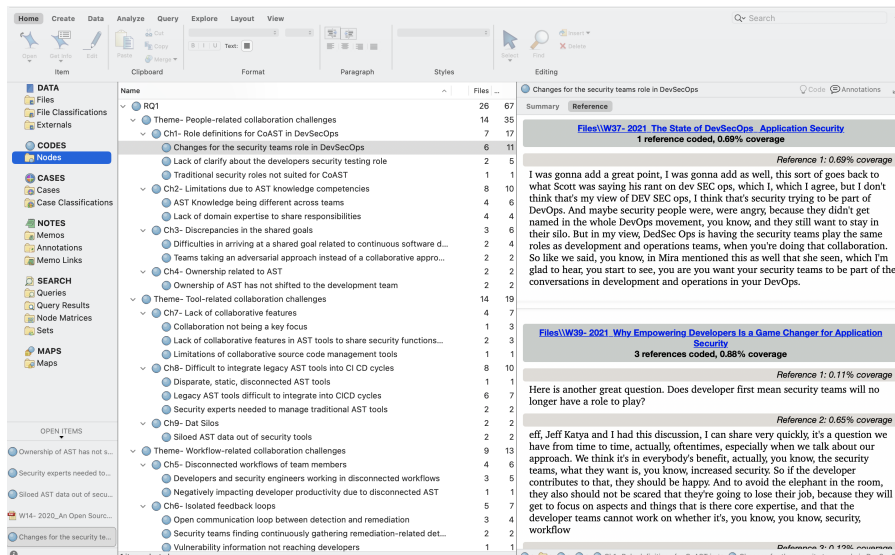 Home Create Data Analyze Query Explore Layout View
Search
Open Get Info Edit
Paste
Cut
Copy
Merge
B I U Text:
Select
Find
Insert
Delete
Item Clipboard Format Paragraph Styles Editing
DATA
Files
File Classifications
Externals
CODES
Nodes
CASES
Cases
Case Classifications
NOTES
Memos
Annotations
Memo Links
SEARCH
Queries
Query Results
Node Matrices
Sets
MAPS
Maps
OPEN ITEMS
Ownership of AST has not s...
Security experts needed to...
Siloed AST data out of secu...
W14- 2020_An Open Sourc...
Changes for the security te...
Name Files ...
RQ1 26 67
Theme- People-related collaboration challenges 14 35
Ch1- Role definitions for CoAST in DevSecOps 7 17
Changes for the security teams role in DevSecOps 6 11
Lack of clarify about the developers security testing role 2 5
Traditional security roles not suited for CoAST 1 1
Ch2- Limitations due to AST knowledge competencies 8 10
AST Knowledge being different across teams 4 6
Lack of domain expertise to share responsibilities 4 4
Ch3- Discrepancies in the shared goals 3 6
Difficulties in arriving at a shared goal related to continuous software d... 2 4
Teams taking an adversarial approach instead of a collaborative appro... 2 2
Ch4- Ownership related to AST 2 2
Ownership of AST has not shifted to the development team 2 2
Theme- Tool-related collaboration challenges 14 19
Ch7- Lack of collaborative features 4 7
Collaboration not being a key focus 1 3
Lack of collaborative features in AST tools to share security functions... 2 3
Limitations of collaborative source code management tools 1 1
Ch8- Difficult to integrate legacy AST into CI CD cycles 8 10
Disparate, static, disconnected AST tools 1 1
Legacy AST tools difficult to integrate into CICD cycles 6 7
Security experts needed to manage traditional AST tools 2 2
Ch9- Dat Silos 2 2
Siloed AST data out of security tools 2 2
Theme- Workflow-related collaboration challenges 9 13
Ch5- Disconnected workflows of team members 4 6
Developers and security engineers working in disconnected workflows 3 5
Negatively impacting developer productivity due to disconnected AST 1 1
Ch6- Isolated feedback loops 5 7
Open communication loop between detection and remediation 3 4
Security teams finding continuously gathering remediation-related det... 2 2
Vulnerability information not reaching developers 1 1
Changes for the security teams role in DevSecOps
Code Annotations
Summary Reference
Files\\W37- 2021 The State of DevSecOps Application Security
1 reference coded, 0.69% coverage
Reference 1: 0.69% coverage
I was gonna add a great point, I was gonna add as well, this sort of goes back to
what Scott was saying his rant on dev SEC ops, which I, which I agree, but I don't
think that's my view of DEV SEC ops, I think that's security trying to be part of
DevOps. And maybe security people were, were angry, because they didn't get
named in the whole DevOps movement, you know, and they still want to stay in
their silo. But in my view, DedSec Ops is having the security teams play the same
roles as development and operations teams, when you're doing that collaboration.
So like we said, you know, in Mira mentioned this as well that she seen, which I'm
glad to hear, you start to see, you are you want your security teams to be part of the
conversations in development and operations in your DevOps.
Files\\W39- 2021 Why Empowering Developers Is a Game Changer for Application
Security
3 references coded, 0.88% coverage
Reference 1: 0.11% coverage
Here is another great question. Does developer first mean security teams will no
longer have a role to play?
Reference 2: 0.65% coverage
eff, Jeff Katya and I had this discussion, I can share very quickly, it's a question we
have from time to time, actually, oftentimes, especially when we talk about our
approach. We think it's in everybody's benefit, actually, you know, the security
teams, what they want is, you know, increased security. So if the developer
contributes to that, they should be happy. And to avoid the elephant in the room,
they also should not be scared that they're going to lose their job, because they will
get to focus on aspects and things that is there core expertise, and that the
developer teams cannot work on whether it's, you know, you know, security,
workflow
Reference 3: 0.12% coverage